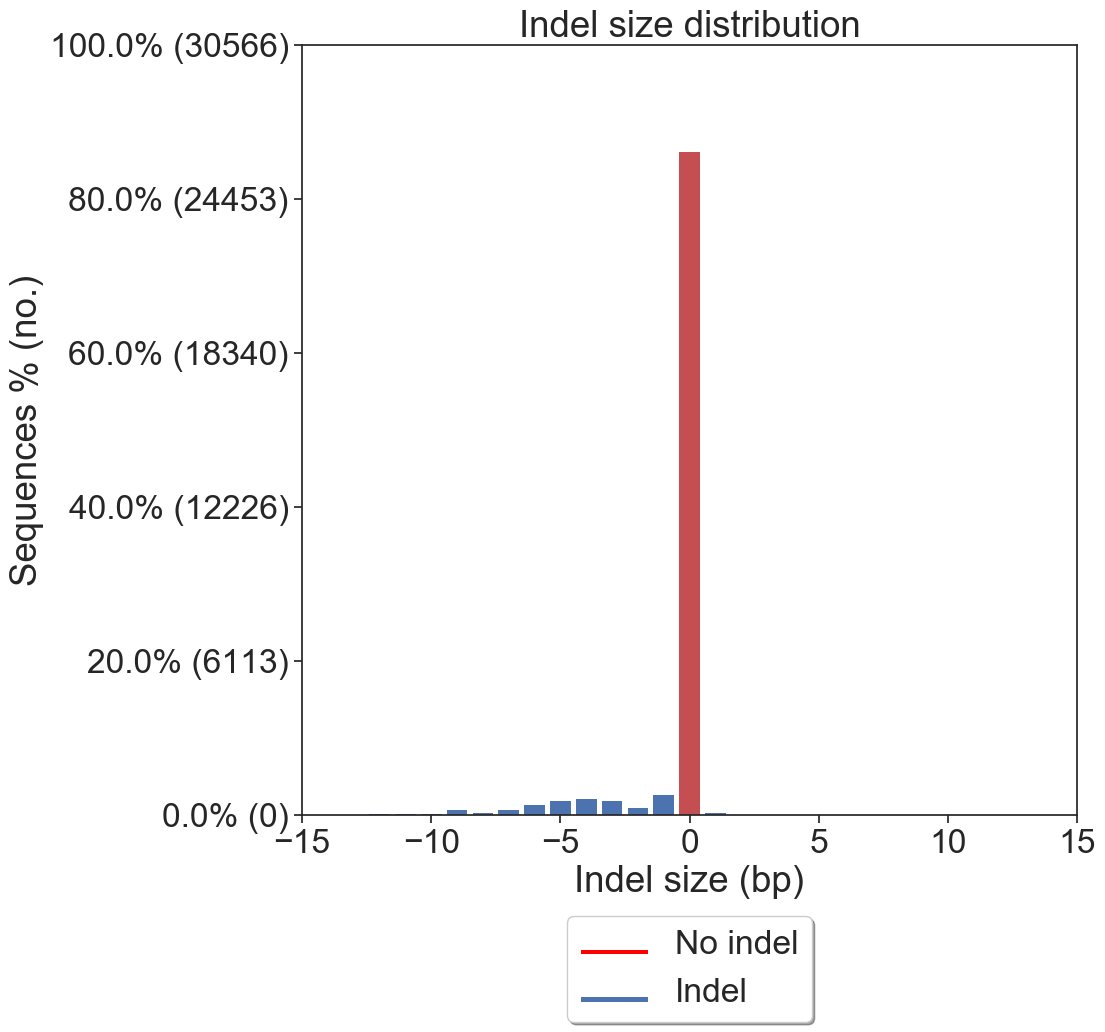 Indel size distribution
100.0% (30566)
80.0% (24453)
60.0% (18340)
40.0% (12226)
20.0% (6113)
0.0% (0)
Sequences % (no.)
−15 −10 −5 0 5 10 15
Indel size (bp)
No indel
Indel